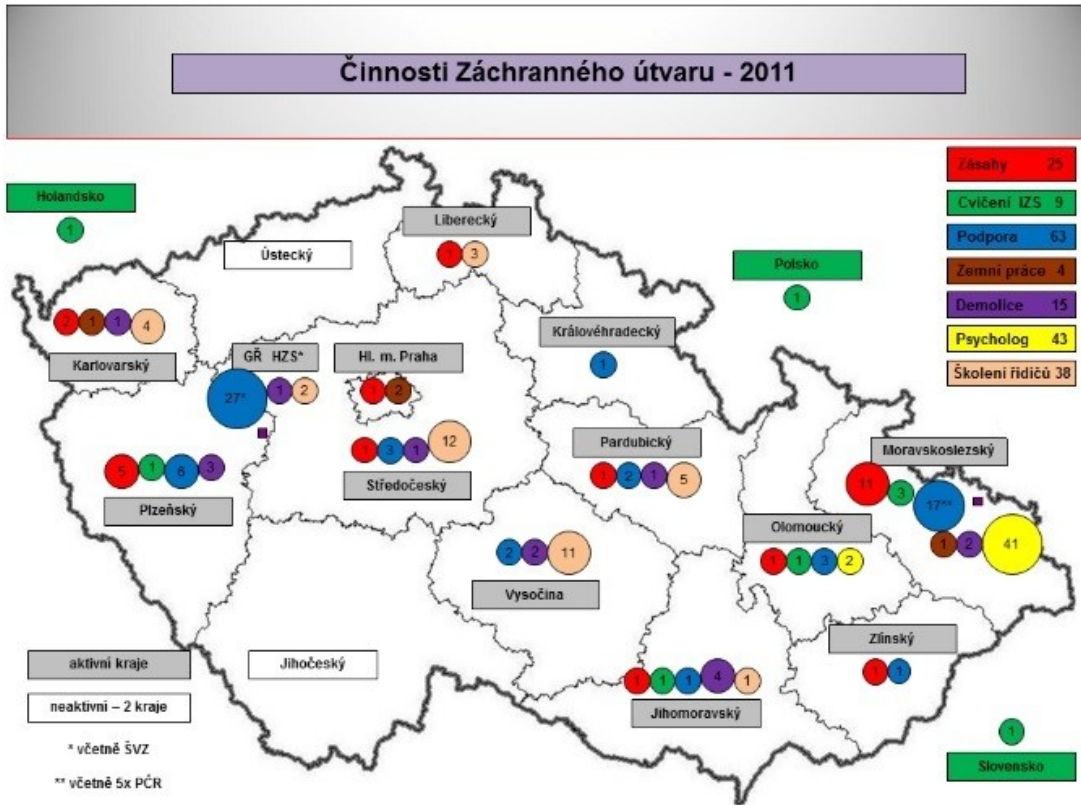 Činnosti Záchranného útvaru - 2011
Zásahy 25
Cvičení IZS 9
Podpora 63
Zemní práce 4
Demolice 15
Psycholog 43
Školení řidičů 38
Holandsko
1
Liberecký
1 3
Ústecký
Polsko
1
2 1 1 4
Karlovarský
Královéhradecký
1
GŘ HZS*
27* 1 2
Hl. m. Praha
1 2
1 3 1 12
Středočeský
5 1 6 3
Plzeňský
Pardubický
1 2 1 5
Moravskoslezský
11 3 17**
1 2 41
Olomoucký
1 1 3 2
2 2 11
Vysočina
Zlínský
1 1
1 1 1 4 1
Jihomoravský
Jihočeský
aktivní kraje
neaktivní – 2 kraje
* včetně ŠVZ
** včetně 5x PČR
1
Slovensko